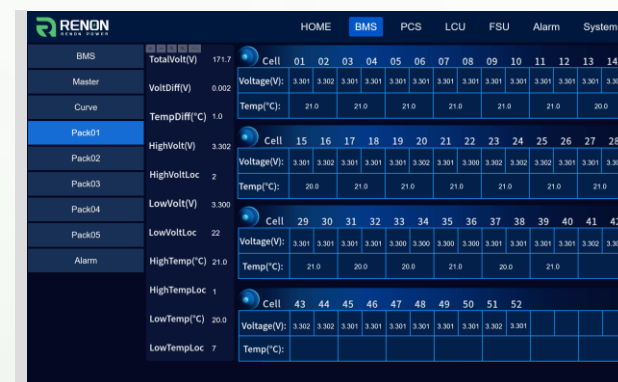 RENON HOME BMS PCS LCU FSU Alarm System
RENON POWER
BMS
Master
Curve
Pack01
Pack02
Pack03
Pack04
Pack05
Alarm
TotalVolt(V) 171.7
VoltDiff(V) 0.002
TempDiff(°C) 1.0
HighVolt(V) 3.302
HighVoltLoc 2
LowVolt(V) 3.300
LowVoltLoc 22
HighTemp(°C) 21.0
HighTempLoc 1
LowTemp(°C) 20.0
LowTempLoc 7
Cell 01 02 03 04 05 06 07 08 09 10 11 12 13 14
Voltage(V): 3.301 3.302 3.301 3.301 3.301 3.301 3.301 3.301 3.301 3.301 3.301 3.301 3.301
Temp(°C): 21.0 21.0 21.0 21.0 21.0 21.0 20.0
Cell 15 16 17 18 19 20 21 22 23 24 25 26 27 28
Voltage(V): 3.301 3.302 3.301 3.301 3.301 3.302 3.301 3.300 3.302 3.301 3.302 3.301 3.301
Temp(°C): 20.0 21.0 21.0 21.0 21.0 21.0 21.0
Cell 29 30 31 32 33 34 35 36 37 38 39 40 41 42
Voltage(V): 3.301 3.301 3.301 3.301 3.300 3.300 3.300 3.301 3.301 3.301 3.301 3.301 3.302
Temp(°C): 21.0 20.0 20.0 21.0 20.0 21.0
Cell 43 44 45 46 47 48 49 50 51 52
Voltage(V): 3.302 3.302 3.301 3.301 3.301 3.301 3.301 3.301 3.302 3.301
Temp(°C):